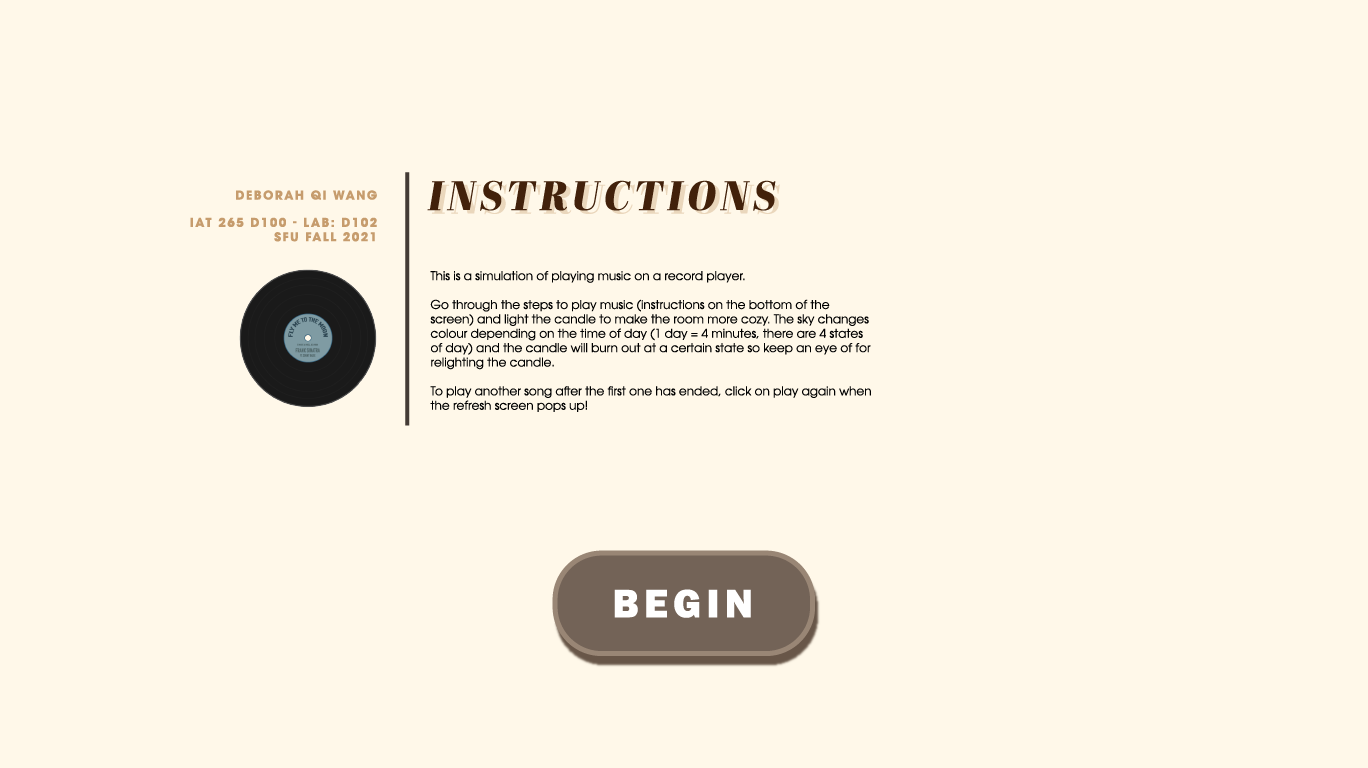 DEBORAH QI WANG
IAT 265 D100 - LAB: D102
SFU FALL 2021
FLY ME TO THE MOON
FRANK SINATRA
INSTRUCTIONS
This is a simulation of playing music on a record player.
Go through the steps to play music (instructions on the bottom of the
screen) and light the candle to make the room more cozy. The sky changes
colour depending on the time of day (1 day = 4 minutes, there are 4 states
of day) and the candle will burn out at a certain state so keep an eye of for
relighting the candle.
To play another song after the first one has ended, click on play again when
the refresh screen pops up!
BEGIN